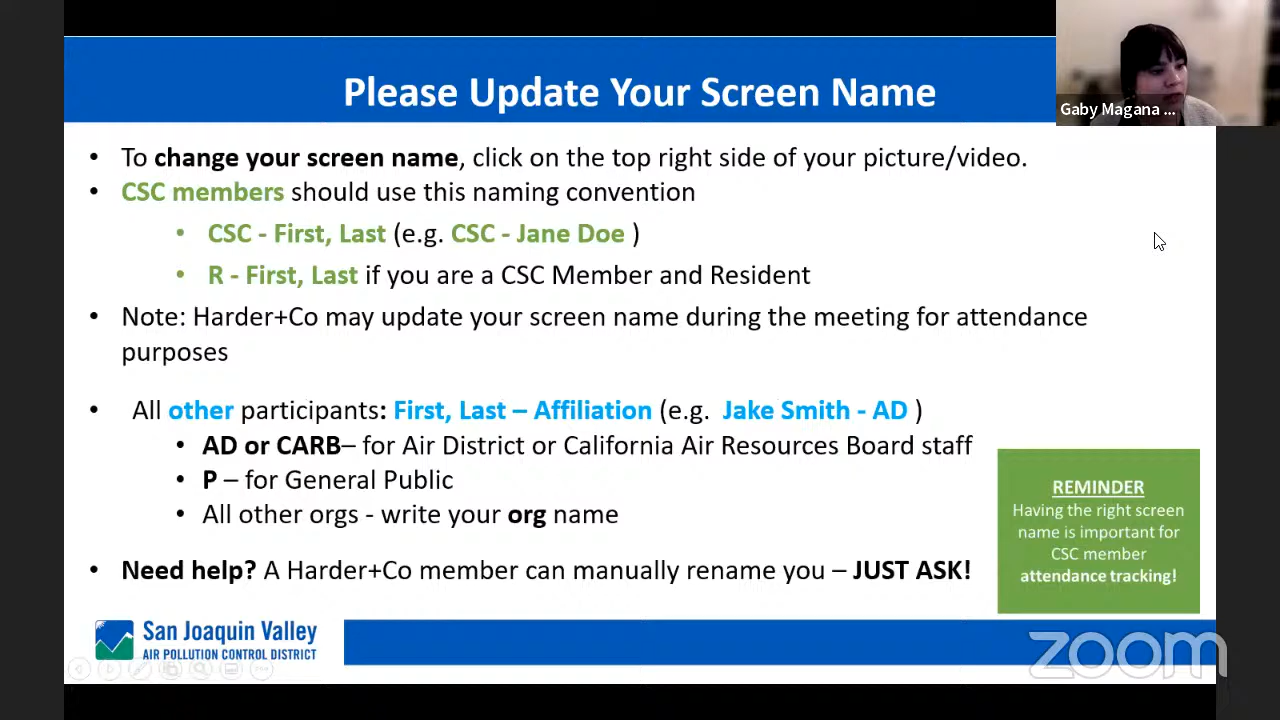 Please Update Your Screen Name
Gaby Magana ...
• To change your screen name, click on the top right side of your picture/video.
• CSC members should use this naming convention
• CSC - First, Last (e.g. CSC - Jane Doe )
• R - First, Last if you are a CSC Member and Resident
• Note: Harder+Co may update your screen name during the meeting for attendance
purposes
• All other participants: First, Last – Affiliation (e.g. Jake Smith - AD )
• AD or CARB– for Air District or California Air Resources Board staff
• P – for General Public
• All other orgs - write your org name
• Need help? A Harder+Co member can manually rename you – JUST ASK!
REMINDER
Having the right screen
name is important for
CSC member
attendance tracking!
San Joaquin Valley
AIR POLLUTION CONTROL DISTRICT
zoom